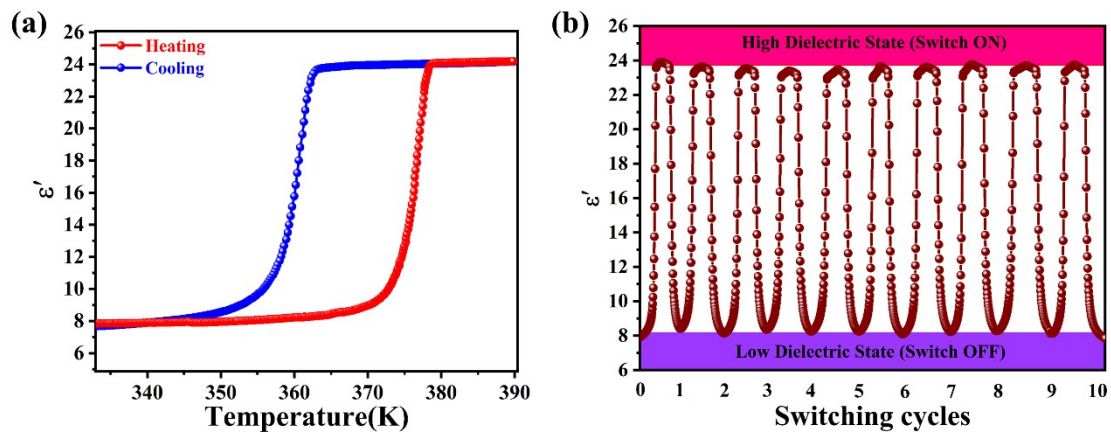 (a)
26
24
22
20
18
16
14
12
10
8
6
ε′
Heating
Cooling
340 350 360 370 380 390
Temperature(K)
(b)
26
24
22
20
18
16
14
12
10
8
6
ε′
High Dielectric State (Switch ON)
Low Dielectric State (Switch OFF)
0 1 2 3 4 5 6 7 8 9 10
Switching cycles